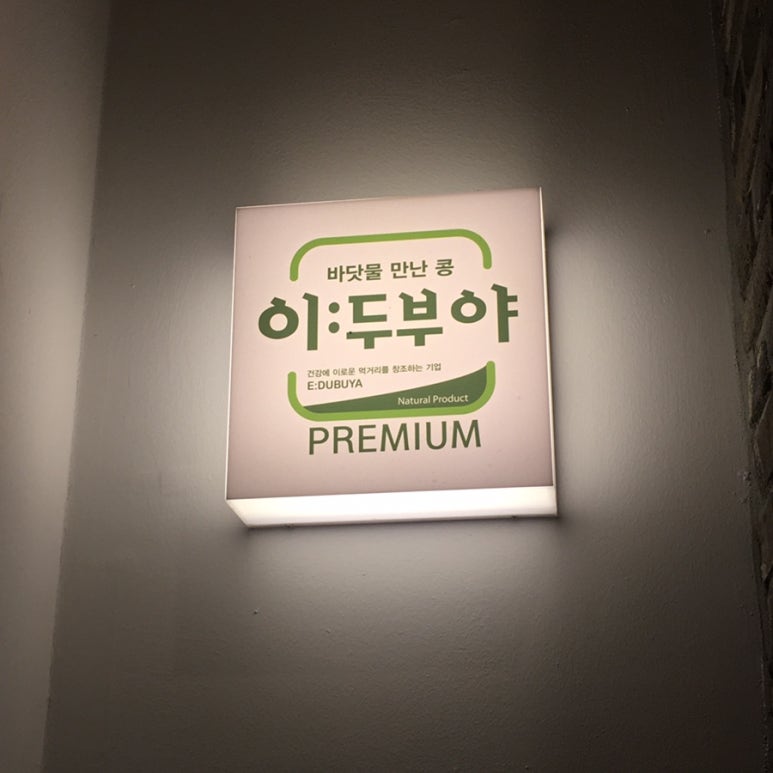 바닷물 만난 콩
이:두부야
건강에 이로운 먹거리를 창조하는 기업
E:DUBUYA
Natural Product
PREMIUM